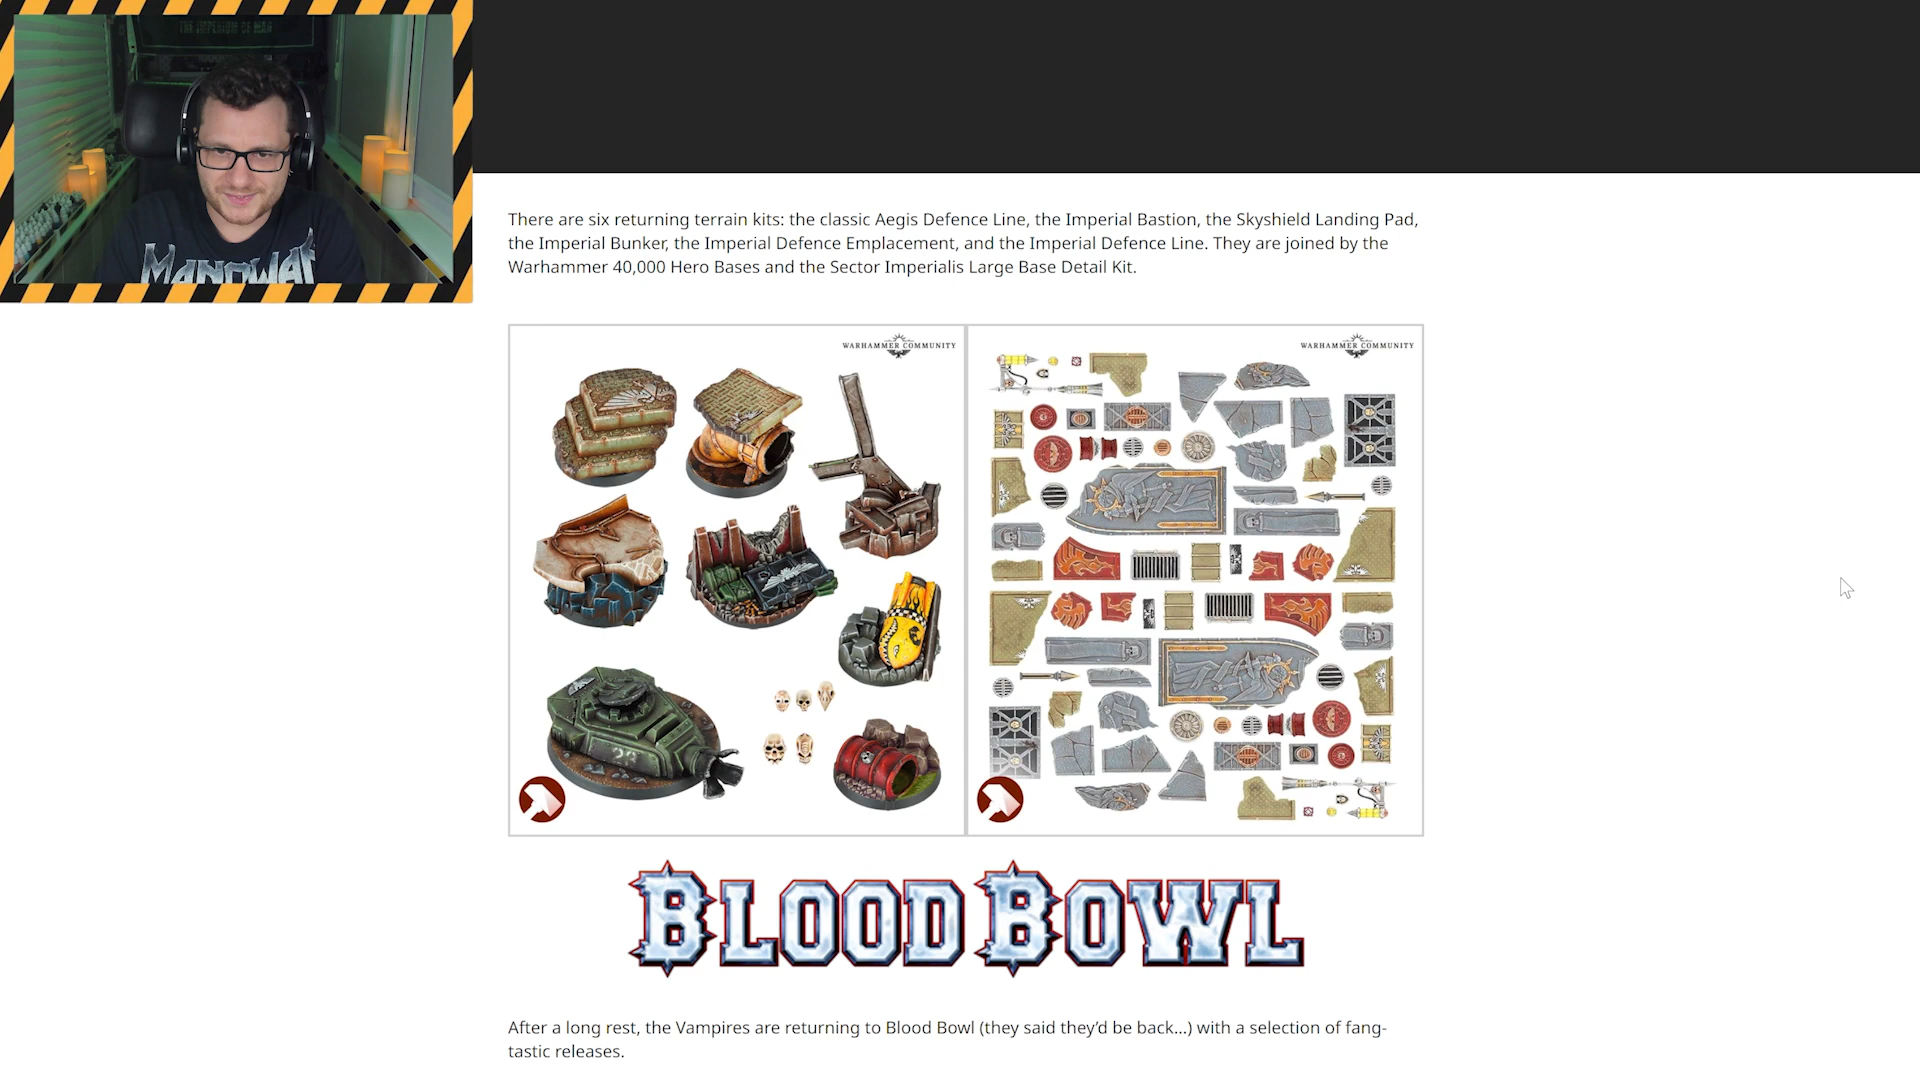 THE IMPERIUM OF MAN
MANOWAR
There are six returning terrain kits: the classic Aegis Defence Line, the Imperial Bastion, the Skyshield Landing Pad,
the Imperial Bunker, the Imperial Defence Emplacement, and the Imperial Defence Line. They are joined by the
Warhammer 40,000 Hero Bases and the Sector Imperialis Large Base Detail Kit.
WARHAMMER COMMUNITY
WARHAMMER COMMUNITY
BLOOD BOWL
After a long rest, the Vampires are returning to Blood Bowl (they said they’d be back…) with a selection of fang-
tastic releases.